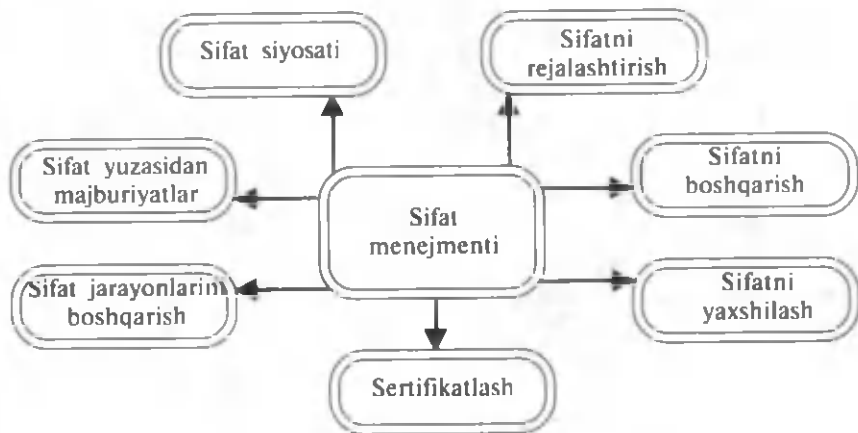 Sifat siyosati
Sifatni
rejalashtirish
Sifat yuzasidan
majburiyatlar
Sifatni
boshqarish
Sifat
menejmenti
Sifat jarayonlarini
boshqarish
Sifatni
yaxshilash
Sertifikatlash